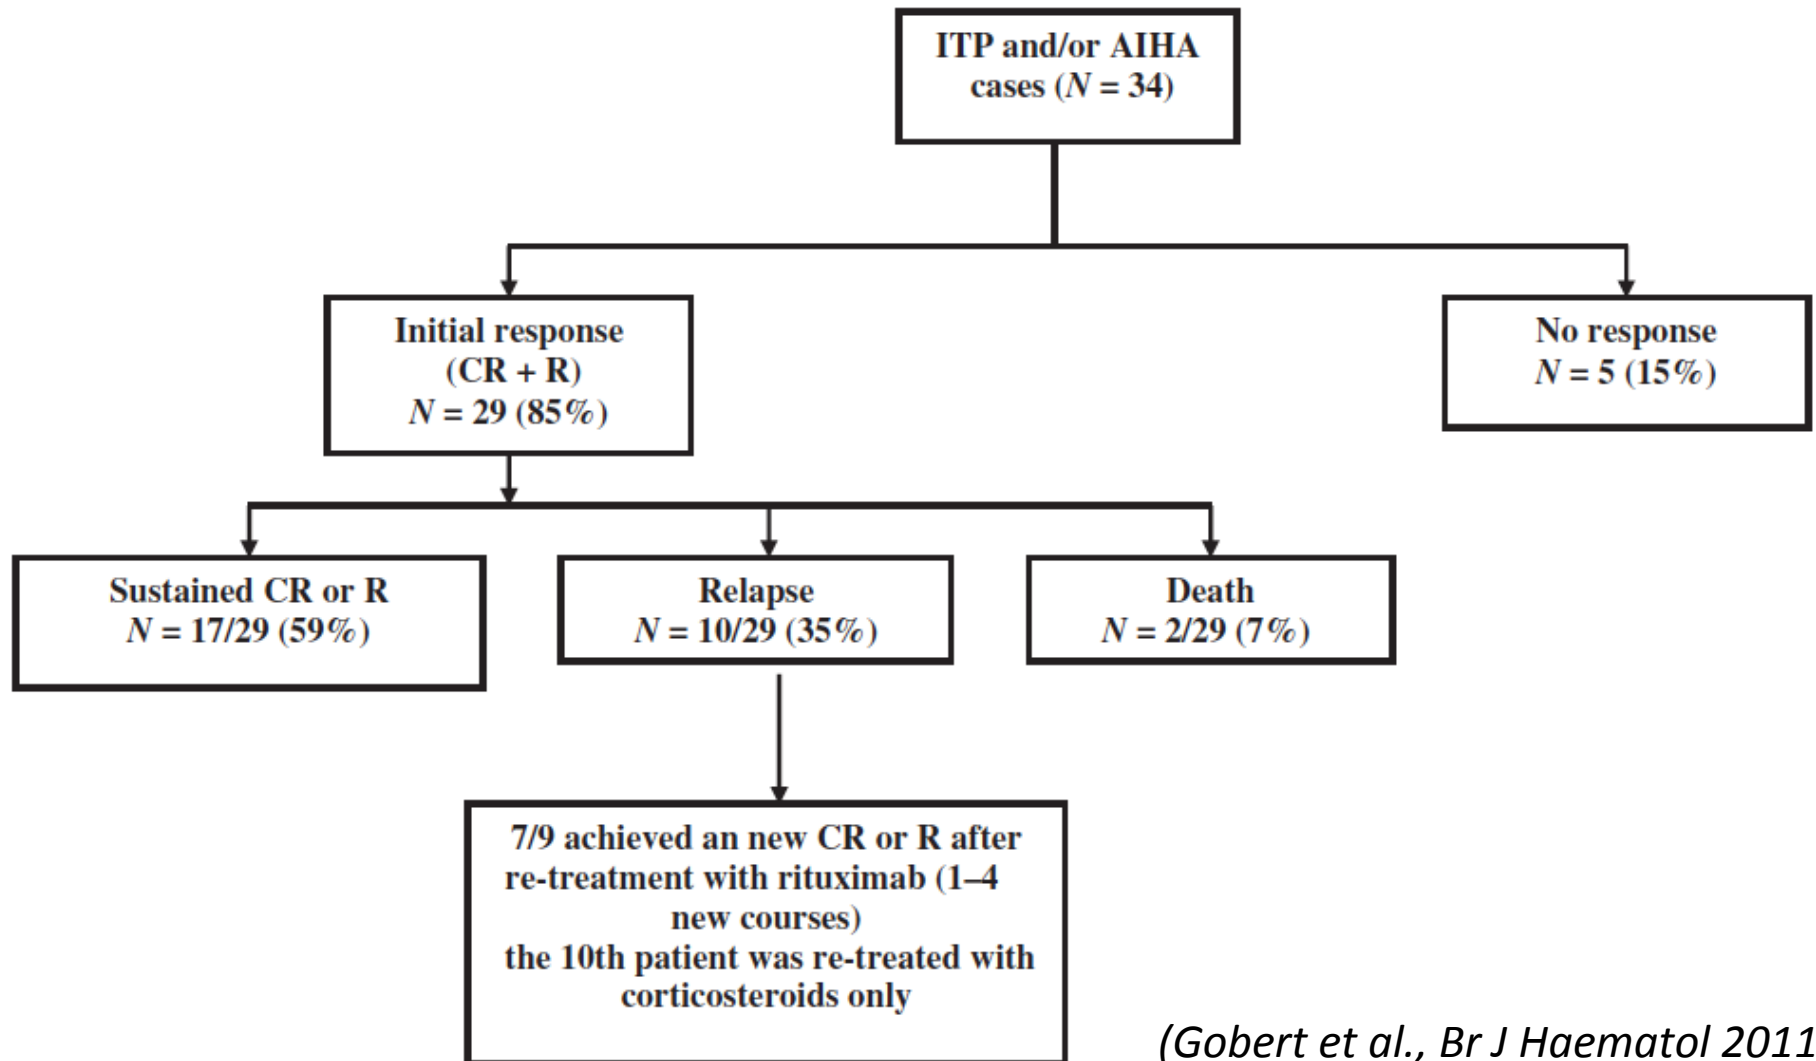 ITP and/or AIHA
cases (N = 34)
Initial response
(CR + R)
N = 29 (85%)
No response
N = 5 (15%)
Sustained CR or R
N = 17/29 (59%)
Relapse
N = 10/29 (35%)
Death
N = 2/29 (7%)
7/9 achieved an new CR or R after
re-treatment with rituximab (1–4
new courses)
the 10th patient was re-treated with
corticosteroids only
(Gobert et al., Br J Haematol 2011